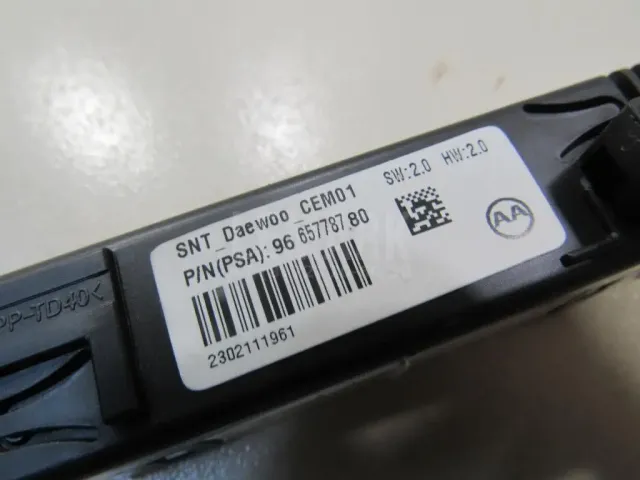 SNT_Daewoo_CEM01
SW:2.0 HW:2.0
P/N(PSA): 96 657787 80
AA
2302111961
PP-TD40<